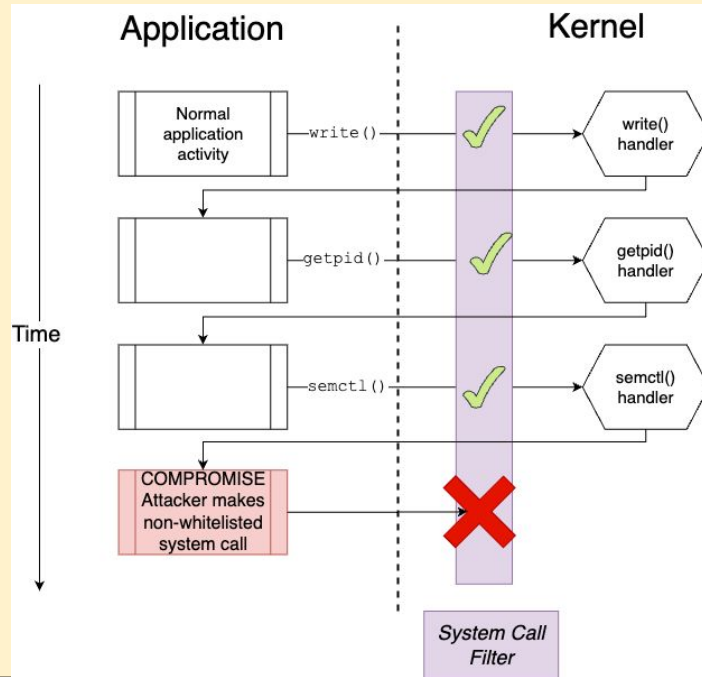 Application
Kernel
Normal
application
activity
write()
write()
handler
getpid()
getpid()
handler
Time
semctl()
semctl()
handler
COMPROMISE
Attacker makes
non-whitelisted
system call
System Call
Filter